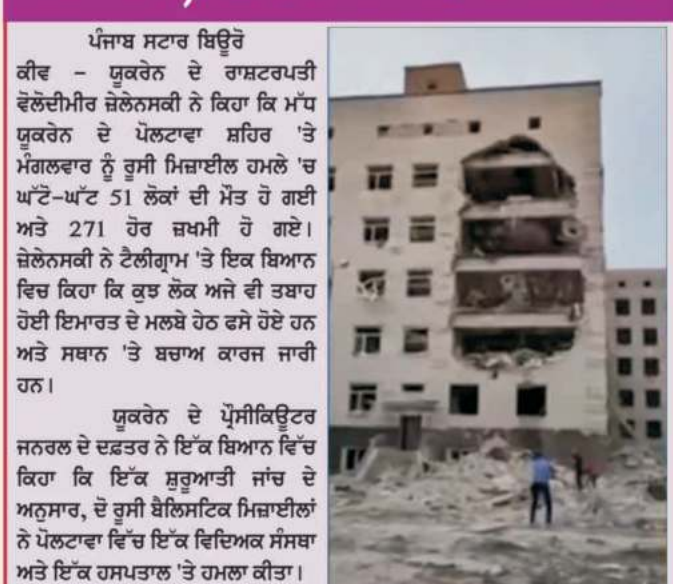 ਪੰਜਾਬ ਸਟਾਰ ਬਿਊਰੋ
ਕੀਵ – ਯੂਕਰੇਨ ਦੇ ਰਾਸ਼ਟਰਪਤੀ
ਵੋਲੋਦੀਮੀਰ ਜ਼ੇਲੇਨਸਕੀ ਨੇ ਕਿਹਾ ਕਿ ਮੱਧ
ਯੂਕਰੇਨ ਦੇ ਪੋਲਟਾਵਾ ਸ਼ਹਿਰ 'ਤੇ
ਮੰਗਲਵਾਰ ਨੂੰ ਰੂਸੀ ਮਿਜ਼ਾਈਲ ਹਮਲੇ 'ਚ
ਘੱਟੋ-ਘੱਟ 51 ਲੋਕਾਂ ਦੀ ਮੌਤ ਹੋ ਗਈ
ਅਤੇ 271 ਹੋਰ ਜ਼ਖਮੀ ਹੋ ਗਏ।
ਜ਼ੇਲੇਨਸਕੀ ਨੇ ਟੈਲੀਗ੍ਰਾਮ 'ਤੇ ਇਕ ਬਿਆਨ
ਵਿਚ ਕਿਹਾ ਕਿ ਕੁਝ ਲੋਕ ਅਜੇ ਵੀ ਤਬਾਹ
ਹੋਈ ਇਮਾਰਤ ਦੇ ਮਲਬੇ ਹੇਠ ਫਸੇ ਹੋਏ ਹਨ
ਅਤੇ ਸਥਾਨ 'ਤੇ ਬਚਾਅ ਕਾਰਜ ਜਾਰੀ
ਹਨ।
ਯੂਕਰੇਨ ਦੇ ਪ੍ਰੌਸੀਕਿਊਟਰ
ਜਨਰਲ ਦੇ ਦਫ਼ਤਰ ਨੇ ਇੱਕ ਬਿਆਨ ਵਿੱਚ
ਕਿਹਾ ਕਿ ਇੱਕ ਸ਼ੁਰੂਆਤੀ ਜਾਂਚ ਦੇ
ਅਨੁਸਾਰ, ਦੋ ਰੂਸੀ ਬੈਲਿਸਟਿਕ ਮਿਜ਼ਾਈਲਾਂ
ਨੇ ਪੋਲਟਾਵਾ ਵਿੱਚ ਇੱਕ ਵਿਦਿਅਕ ਸੰਸਥਾ
ਅਤੇ ਇੱਕ ਹਸਪਤਾਲ 'ਤੇ ਹਮਲਾ ਕੀਤਾ।